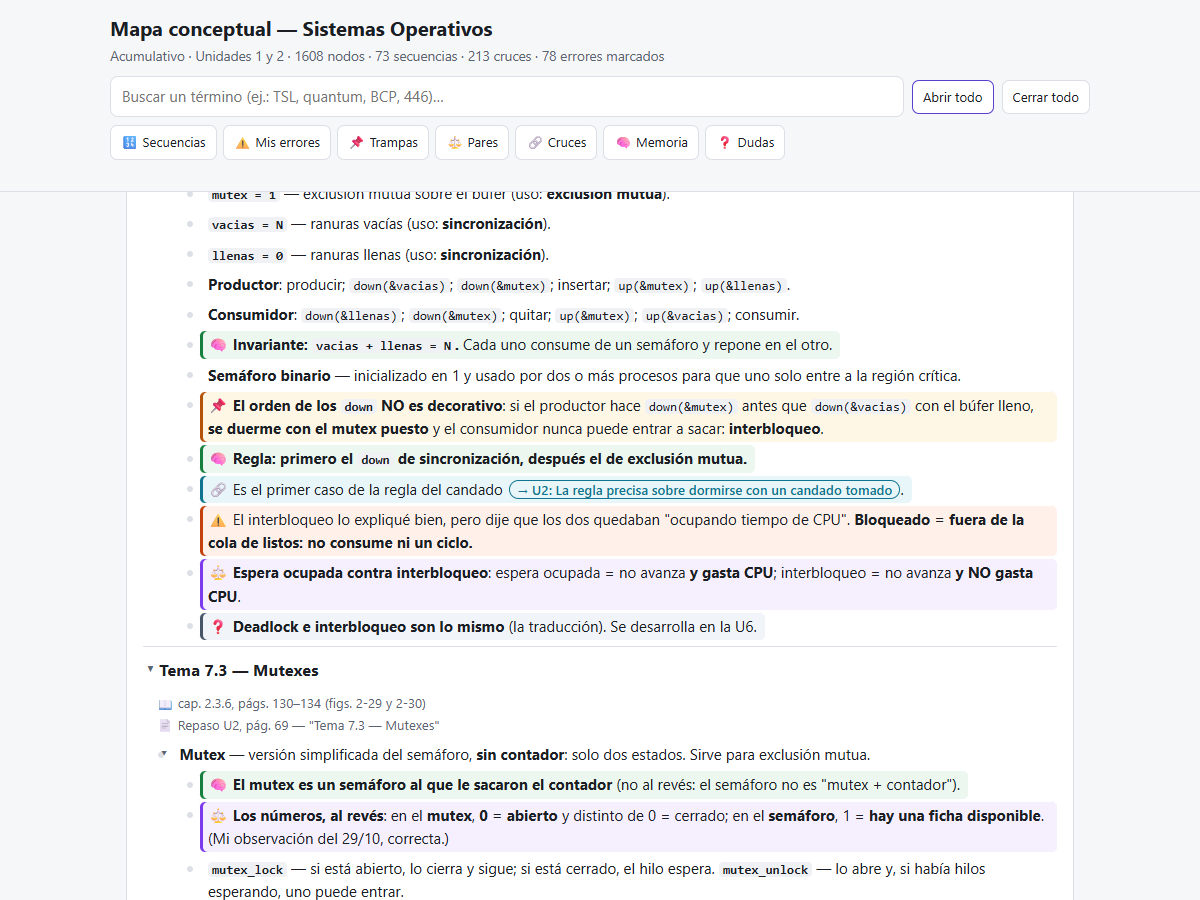 Mapa conceptual — Sistemas Operativos
Acumulativo · Unidades 1 y 2 · 1608 nodos · 73 secuencias · 213 cruces · 78 errores marcados
Buscar un término (ej.: TSL, quantum, BCP, 446)...
Abrir todo
Cerrar todo
Secuencias
Mis errores
Trampas
Pares
Cruces
Memoria
Dudas
mutex = 1 — exclusión mutua sobre el búfer (uso: exclusión mutua).
vacias = N — ranuras vacías (uso: sincronización).
llenas = 0 — ranuras llenas (uso: sincronización).
Productor: producir; down(&vacias); down(&mutex); insertar; up(&mutex); up(&llenas).
Consumidor: down(&llenas); down(&mutex); quitar; up(&mutex); up(&vacias); consumir.
🧠 Invariante: vacias + llenas = N. Cada uno consume de un semáforo y repone en el otro.
Semáforo binario — inicializado en 1 y usado por dos o más procesos para que uno solo entre a la región crítica.
📌 El orden de los down NO es decorativo: si el productor hace down(&mutex) antes que down(&vacias) con el búfer lleno,
se duerme con el mutex puesto y el consumidor nunca puede entrar a sacar: interbloqueo.
🧠 Regla: primero el down de sincronización, después el de exclusión mutua.
🔗 Es el primer caso de la regla del candado → U2: La regla precisa sobre dormirse con un candado tomado.
⚠️ El interbloqueo lo expliqué bien, pero dije que los dos quedaban "ocupando tiempo de CPU". Bloqueado = fuera de la
cola de listos: no consume ni un ciclo.
⚖️ Espera ocupada contra interbloqueo: espera ocupada = no avanza y gasta CPU; interbloqueo = no avanza y NO gasta
CPU.
❓ Deadlock e interbloqueo son lo mismo (la traducción). Se desarrolla en la U6.
Tema 7.3 — Mutexes
cap. 2.3.6, págs. 130–134 (figs. 2-29 y 2-30)
Repaso U2, pág. 69 — "Tema 7.3 — Mutexes"
Mutex — versión simplificada del semáforo, sin contador: solo dos estados. Sirve para exclusión mutua.
🧠 El mutex es un semáforo al que le sacaron el contador (no al revés: el semáforo no es "mutex + contador").
⚖️ Los números, al revés: en el mutex, 0 = abierto y distinto de 0 = cerrado; en el semáforo, 1 = hay una ficha disponible.
(Mi observación del 29/10, correcta.)
mutex_lock — si está abierto, lo cierra y sigue; si está cerrado, el hilo espera. mutex_unlock — lo abre y, si había hilos
esperando, uno puede entrar.